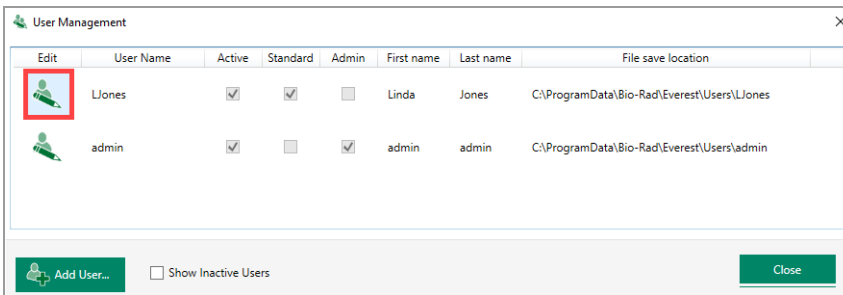 User Management
Edit User Name Active Standard Admin First name Last name File save location
LJones Linda Jones C:\ProgramData\Bio-Rad\Everest\Users\LJones
admin admin admin C:\ProgramData\Bio-Rad\Everest\Users\admin
Add User... Show Inactive Users Close